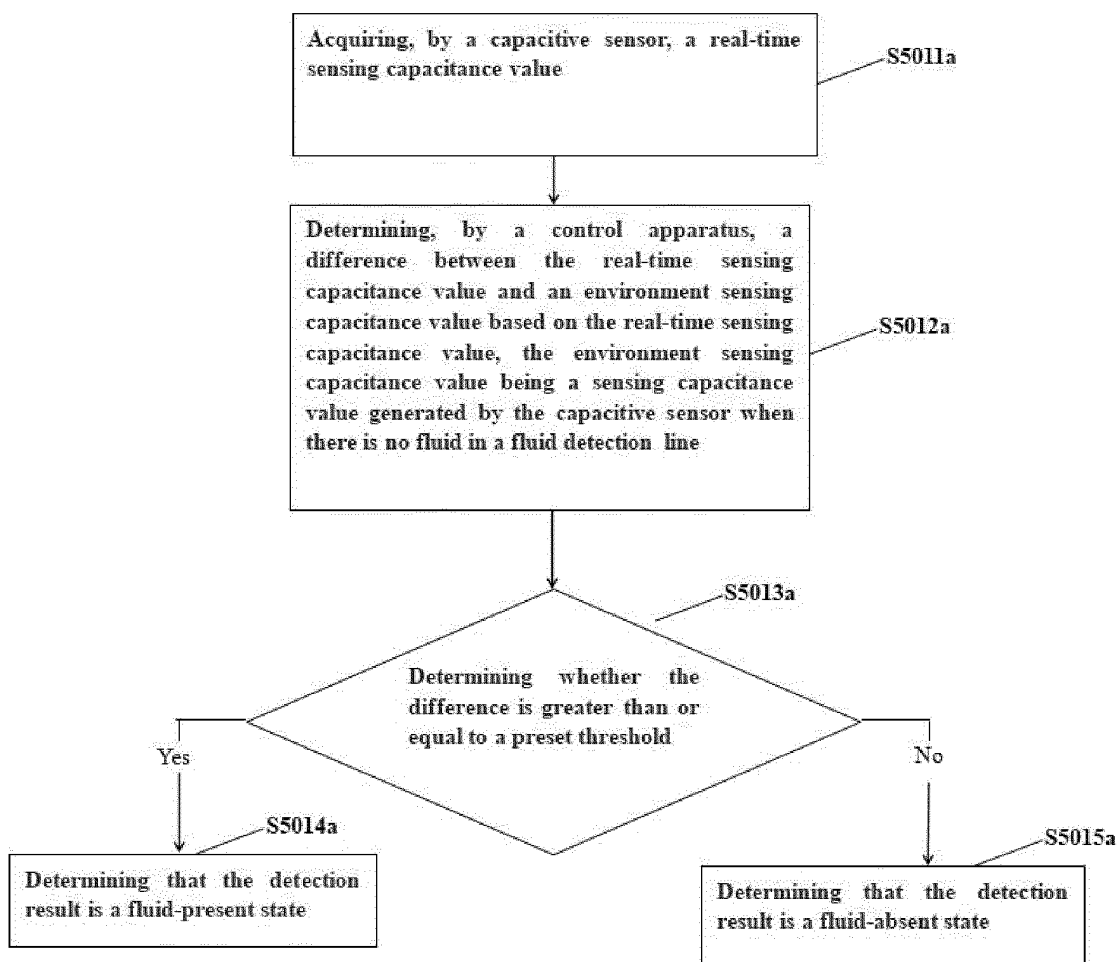 Acquiring, by a capacitive sensor, a real-time
sensing capacitance value
S5011a
Determining, by a control apparatus, a
difference between the real-time sensing
capacitance value and an environment sensing
capacitance value based on the real-time sensing
capacitance value, the environment sensing
capacitance value being a sensing capacitance
value generated by the capacitive sensor when
there is no fluid in a fluid detection line
S5012a
S5013a
Determining whether the
difference is greater than or
equal to a preset threshold
Yes
No
S5014a
Determining that the detection
result is a fluid-present state
S5015a
Determining that the detection
result is a fluid-absent state